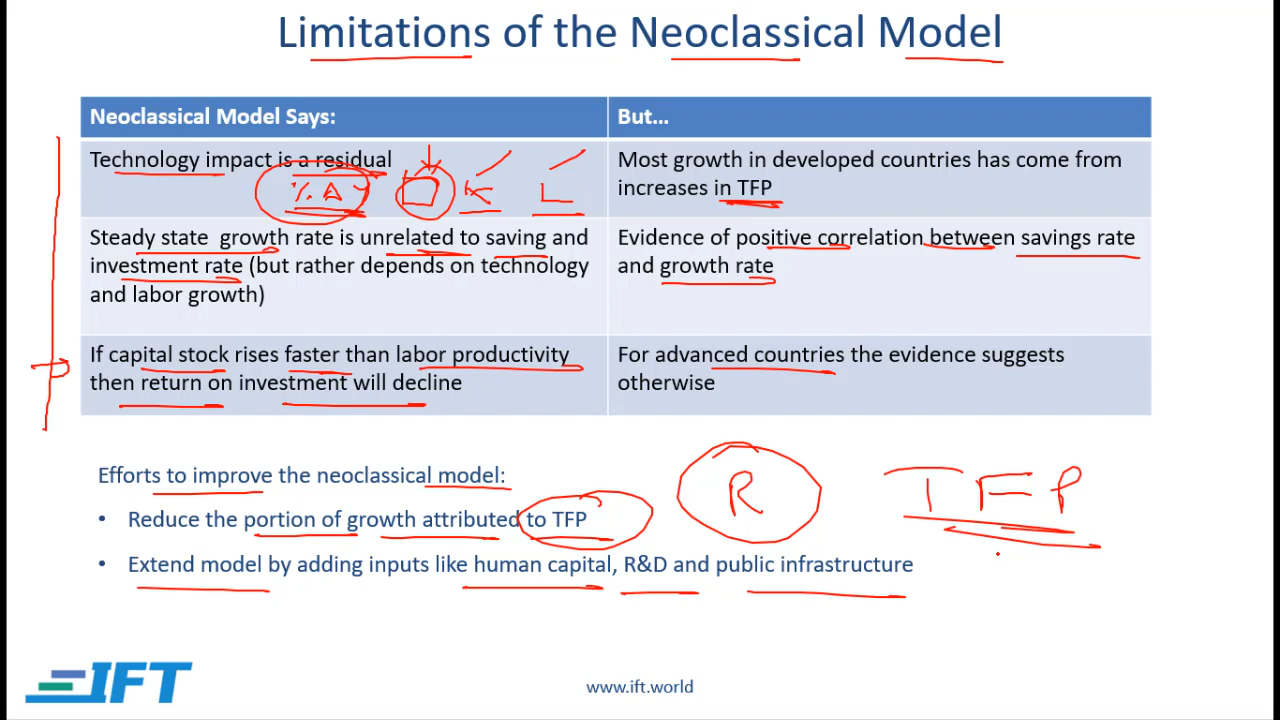 Limitations of the Neoclassical Model
Neoclassical Model Says:
But...
Technology impact is a residual
% A
K
L
Most growth in developed countries has come from
increases in TFP
Steady state growth rate is unrelated to saving and
investment rate (but rather depends on technology
and labor growth)
Evidence of positive correlation between savings rate
and growth rate
If capital stock rises faster than labor productivity
then return on investment will decline
For advanced countries the evidence suggests
otherwise
Efforts to improve the neoclassical model:
• Reduce the portion of growth attributed to TFP
• Extend model by adding inputs like human capital, R&D and public infrastructure
R
TFP
IFT
www.ift.world